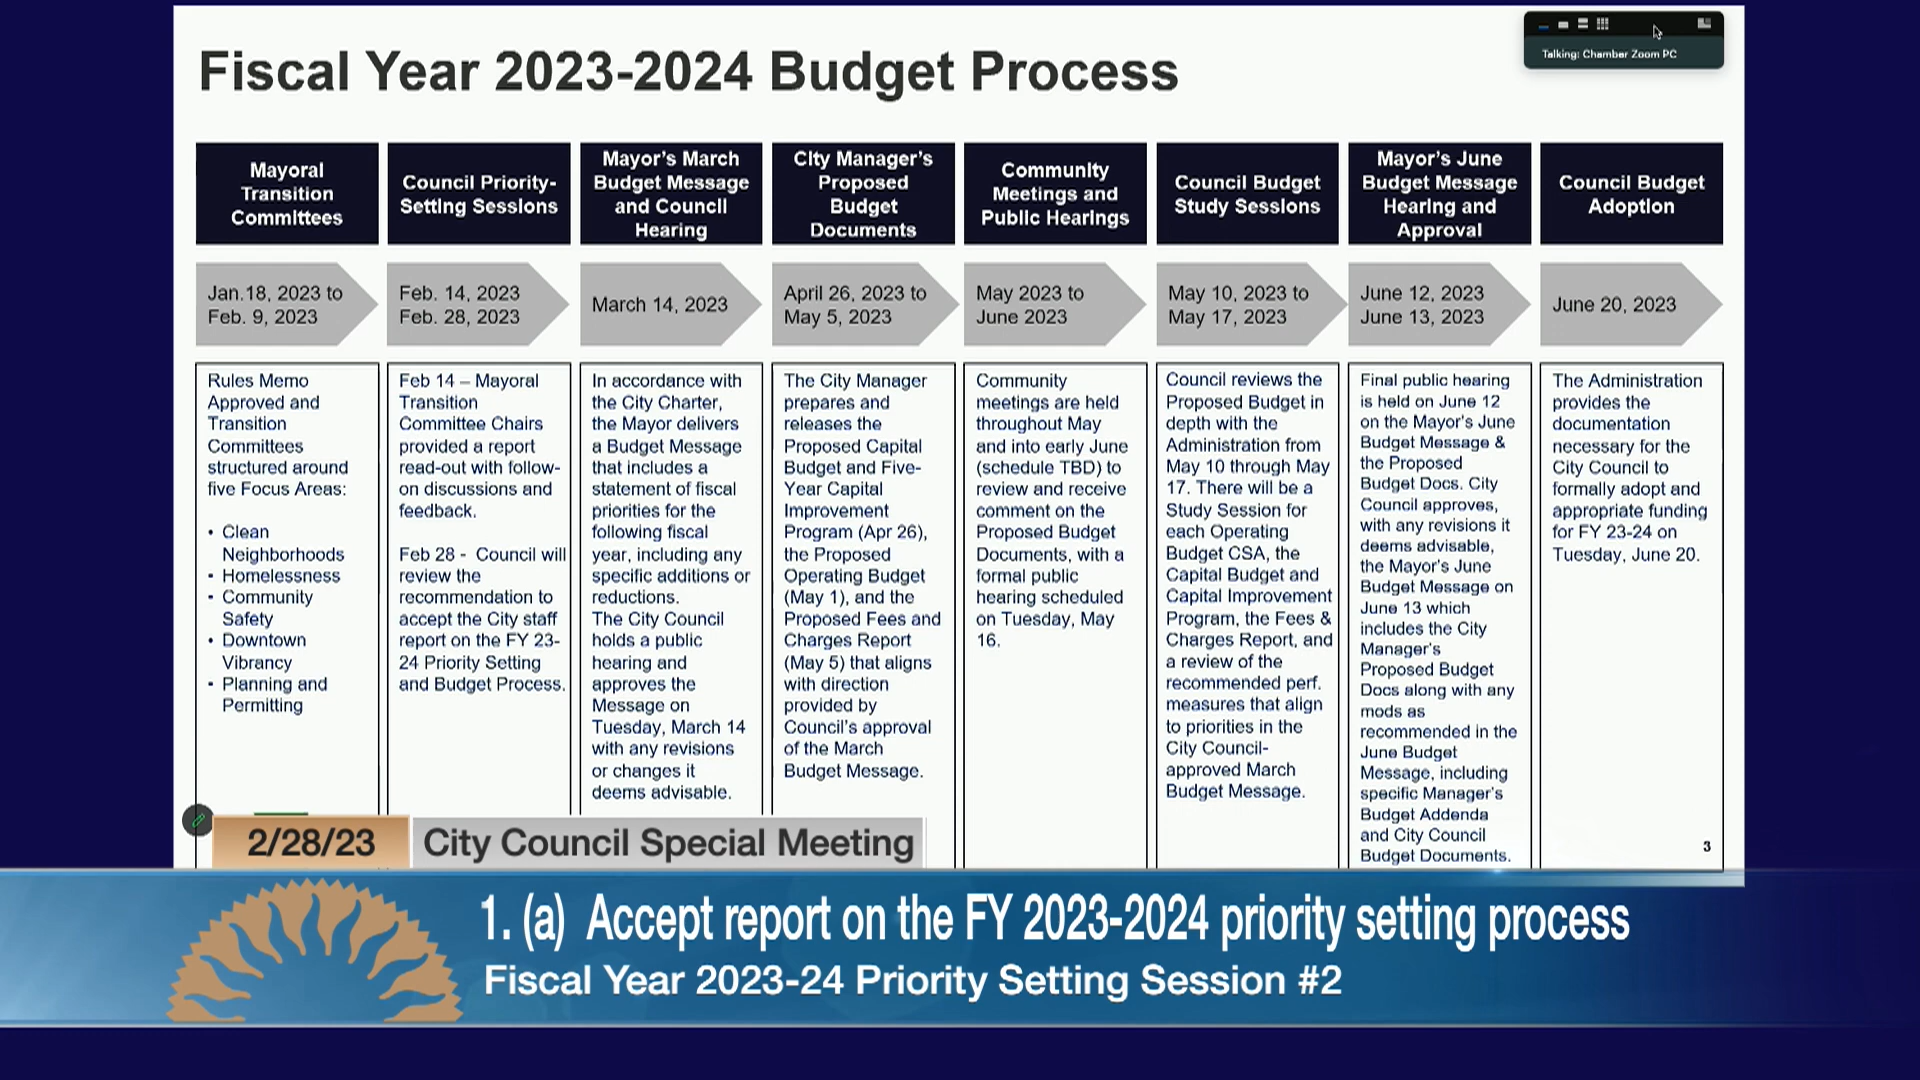 Talking: Chamber Zoom PC
Fiscal Year 2023-2024 Budget Process
Mayoral
Transition
Committees
Jan.18, 2023 to
Feb. 9, 2023
Rules Memo
Approved and
Transition
Committees
structured around
five Focus Areas:
• Clean
Neighborhoods
• Homelessness
• Community
Safety
• Downtown
Vibrancy
• Planning and
Permitting
Council Priority-
Setting Sessions
Feb. 14, 2023
Feb. 28, 2023
Feb 14 – Mayoral
Transition
Committee Chairs
provided a report
read-out with follow-
on discussions and
feedback.
Feb 28 - Council will
review the
recommendation to
accept the City staff
report on the FY 23-
24 Priority Setting
and Budget Process.
Mayor's March
Budget Message
and Council
Hearing
March 14, 2023
In accordance with
the City Charter,
the Mayor delivers
a Budget Message
that includes a
statement of fiscal
priorities for the
following fiscal
year, including any
specific additions or
reductions.
The City Council
holds a public
hearing and
approves the
Message on
Tuesday, March 14
with any revisions
or changes it
deems advisable.
City Manager's
Proposed
Budget
Documents
April 26, 2023 to
May 5, 2023
The City Manager
prepares and
releases the
Proposed Capital
Budget and Five-
Year Capital
Improvement
Program (Apr 26),
the Proposed
Operating Budget
(May 1), and the
Proposed Fees and
Charges Report
(May 5) that aligns
with direction
provided by
Council's approval
of the March
Budget Message.
Community
Meetings and
Public Hearings
May 2023 to
June 2023
Community
meetings are held
throughout May
and into early June
(schedule TBD) to
review and receive
comment on the
Proposed Budget
Documents, with a
formal public
hearing scheduled
on Tuesday, May
16.
Council Budget
Study Sessions
May 10, 2023 to
May 17, 2023
Council reviews the
Proposed Budget in
depth with the
Administration from
May 10 through May
17. There will be a
Study Session for
each Operating
Budget CSA, the
Capital Budget and
Capital Improvement
Program, the Fees &
Charges Report, and
a review of the
recommended perf.
measures that align
to priorities in the
City Council-
approved March
Budget Message.
Mayor's June
Budget Message
Hearing and
Approval
June 12, 2023
June 13, 2023
Final public hearing
is held on June 12
on the Mayor's June
Budget Message &
the Proposed
Budget Docs. City
Council approves,
with any revisions it
deems advisable,
the Mayor's June
Budget Message on
June 13 which
includes the City
Manager's
Proposed Budget
Docs along with any
mods as
recommended in the
June Budget
Message, including
specific Manager's
Budget Addenda
and City Council
Budget Documents.
Council Budget
Adoption
June 20, 2023
The Administration
provides the
documentation
necessary for the
City Council to
formally adopt and
appropriate funding
for FY 23-24 on
Tuesday, June 20.
3
2/28/23
City Council Special Meeting
1. (a) Accept report on the FY 2023-2024 priority setting process
Fiscal Year 2023-24 Priority Setting Session #2